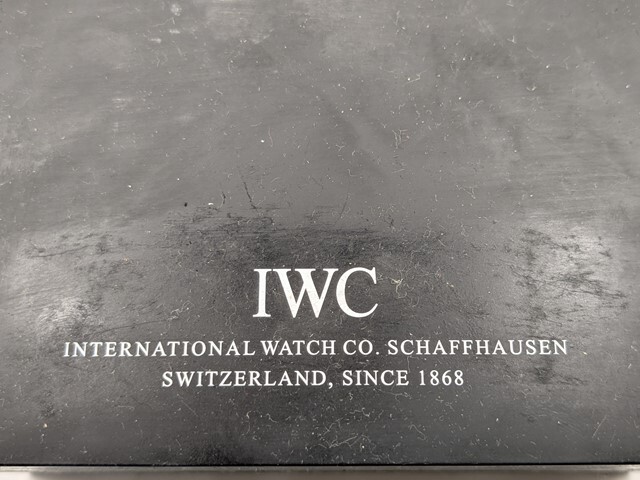 IWC
INTERNATIONAL WATCH CO. SCHAFFHAUSEN
SWITZERLAND, SINCE 1868